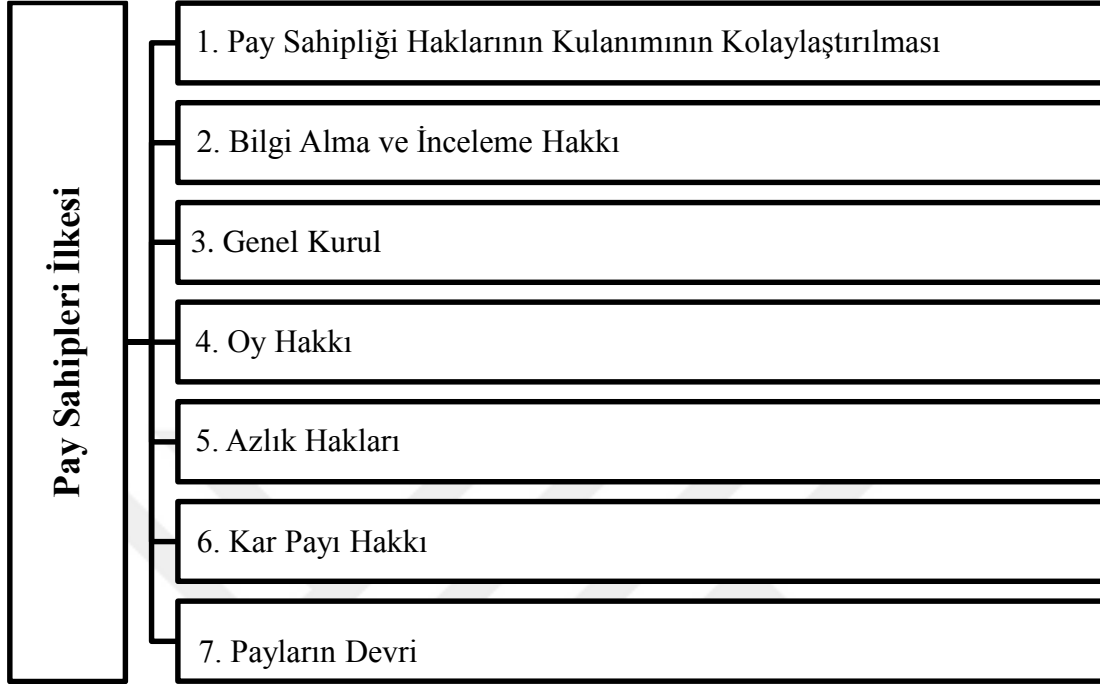 Pay Sahipleri İlkesi
1. Pay Sahipliği Haklarının Kulanımının Kolaylaştırılması
2. Bilgi Alma ve İnceleme Hakkı
3. Genel Kurul
4. Oy Hakkı
5. Azlık Hakları
6. Kar Payı Hakkı
7. Payların Devri